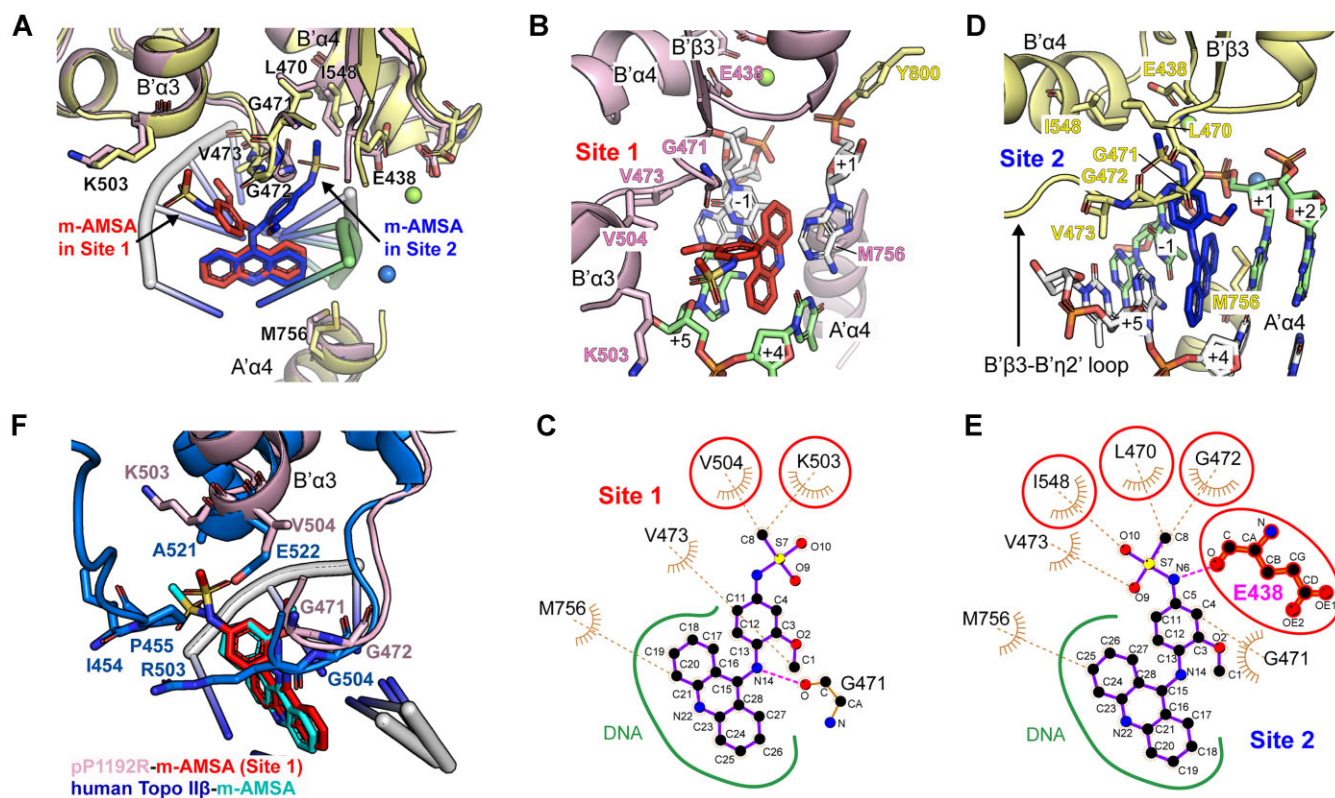 A
B'α4
B'α3
L470
I548
G471
V473
G472
E438
K503
m-AMSA
in Site 1
m-AMSA
in Site 2
M756
A'α4
B
B'β3
B'α4
E438
Y800
Site 1
G471
V473
+1
-1
V504
M756
B'α3
K503
+5
+4
A'α4
D
B'β3
B'α4
E438
I548
L470
Site 2
G471
G472
+1
+2
V473
-1
M756
+5
A'α4
+4
B'β3-B'η2' loop
F
K503
B'α3
V504
A521
E522
G471
P455
I454
G472
R503
G504
pP1192R-m-AMSA (Site 1)
human Topo IIβ-m-AMSA
C
V504
K503
Site 1
C8
S7
O10
V473
O9
C11
C4
M756
C12
C3
O2
C18
C17
C13
C1
C19
C20
C16
N14
G471
C15
O
C
C21
C28
CA
N22
C27
N
C23
C24
DNA
C26
C25
E
L470
G472
I548
O10
C8
N
S7
C
CA
V473
O
CB
CG
N6
O9
CD
E438
OE1
C5
OE2
C4
C11
M756
C12
C3
O2
C26
C27
C13
G471
C25
C1
N14
C28
C24
C15
C23
C16
C17
N22
C21
DNA
C20
C18
C19
Site 2